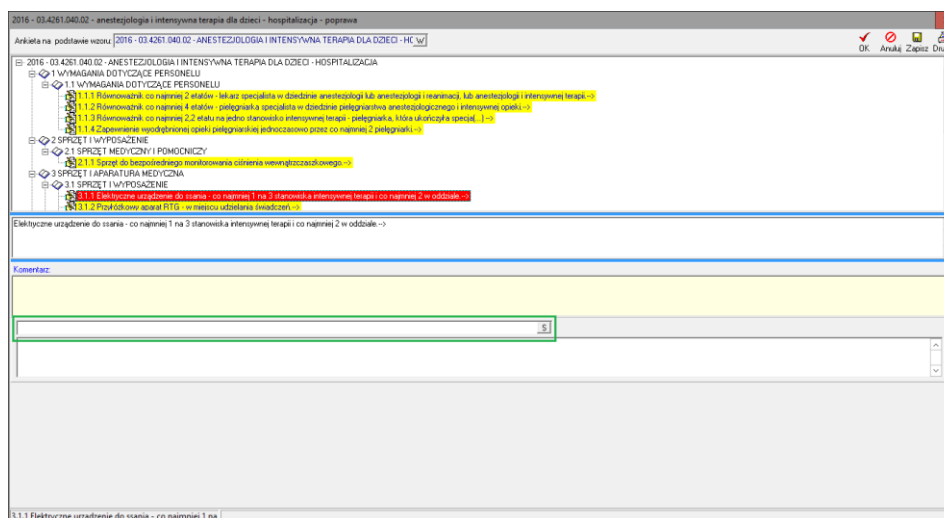 2016 - 03.4261.040.02 - anestezjologia i intensywna terapia dla dzieci - hospitalizacja - poprawa
Ankieta na podstawie wzoru: 2016 - 03.4261.040.02 - ANESTEZJOLOGIA I INTENSYWNA TERAPIA DLA DZIECI - HC W
OK Anuluj Zapisz Dru
2016 - 03.4261.040.02 - ANESTEZJOLOGIA I INTENSYWNA TERAPIA DLA DZIECI - HOSPITALIZACJA
1 WYMAGANIA DOTYCZĄCE PERSONELU
1.1 WYMAGANIA DOTYCZĄCE PERSONELU
1.1.1 Równoważnik co najmniej 2 etatów - lekarz specjalista w dziedzinie anestezjologii lub anestezjologii i reanimacji, lub anestezjologii i intensywnej terapii.-->
1.1.2 Równoważnik co najmniej 4 etatów - pielęgniarka specjalista w dziedzinie pielęgniarstwa anestezjologicznego i intensywnej opieki.-->
1.1.3 Równoważnik co najmniej 2,2 etatu na jedno stanowisko intensywnej terapii - pielęgniarka, która ukończyła specjal(...)-->
1.1.4 Zapewnienie wyodrębnionej opieki pielęgniarskiej jednoczasowo przez co najmniej 2 pielęgniarki.-->
2 SPRZĘT I WYPOSAŻENIE
2.1 SPRZĘT MEDYCZNY I POMOCNICZY
2.1.1 Sprzęt do bezpośredniego monitorowania ciśnienia wewnątrzczaszkowego.-->
3 SPRZĘT I APARATURA MEDYCZNA
3.1 SPRZĘT I WYPOSAŻENIE
3.1.1 Elektryczne urządzenie do ssania - co najmniej 1 na 3 stanowiska intensywnej terapii i co najmniej 2 w oddziale.-->
3.1.2 Przyłóżkowy aparat RTG - w miejscu udzielania świadczeń.-->
Elektryczne urządzenie do ssania - co najmniej 1 na 3 stanowiska intensywnej terapii i co najmniej 2 w oddziale.-->
Komentarz:
S
3.1.1 Elektryczne urządzenie do ssania - co najmniej 1 na